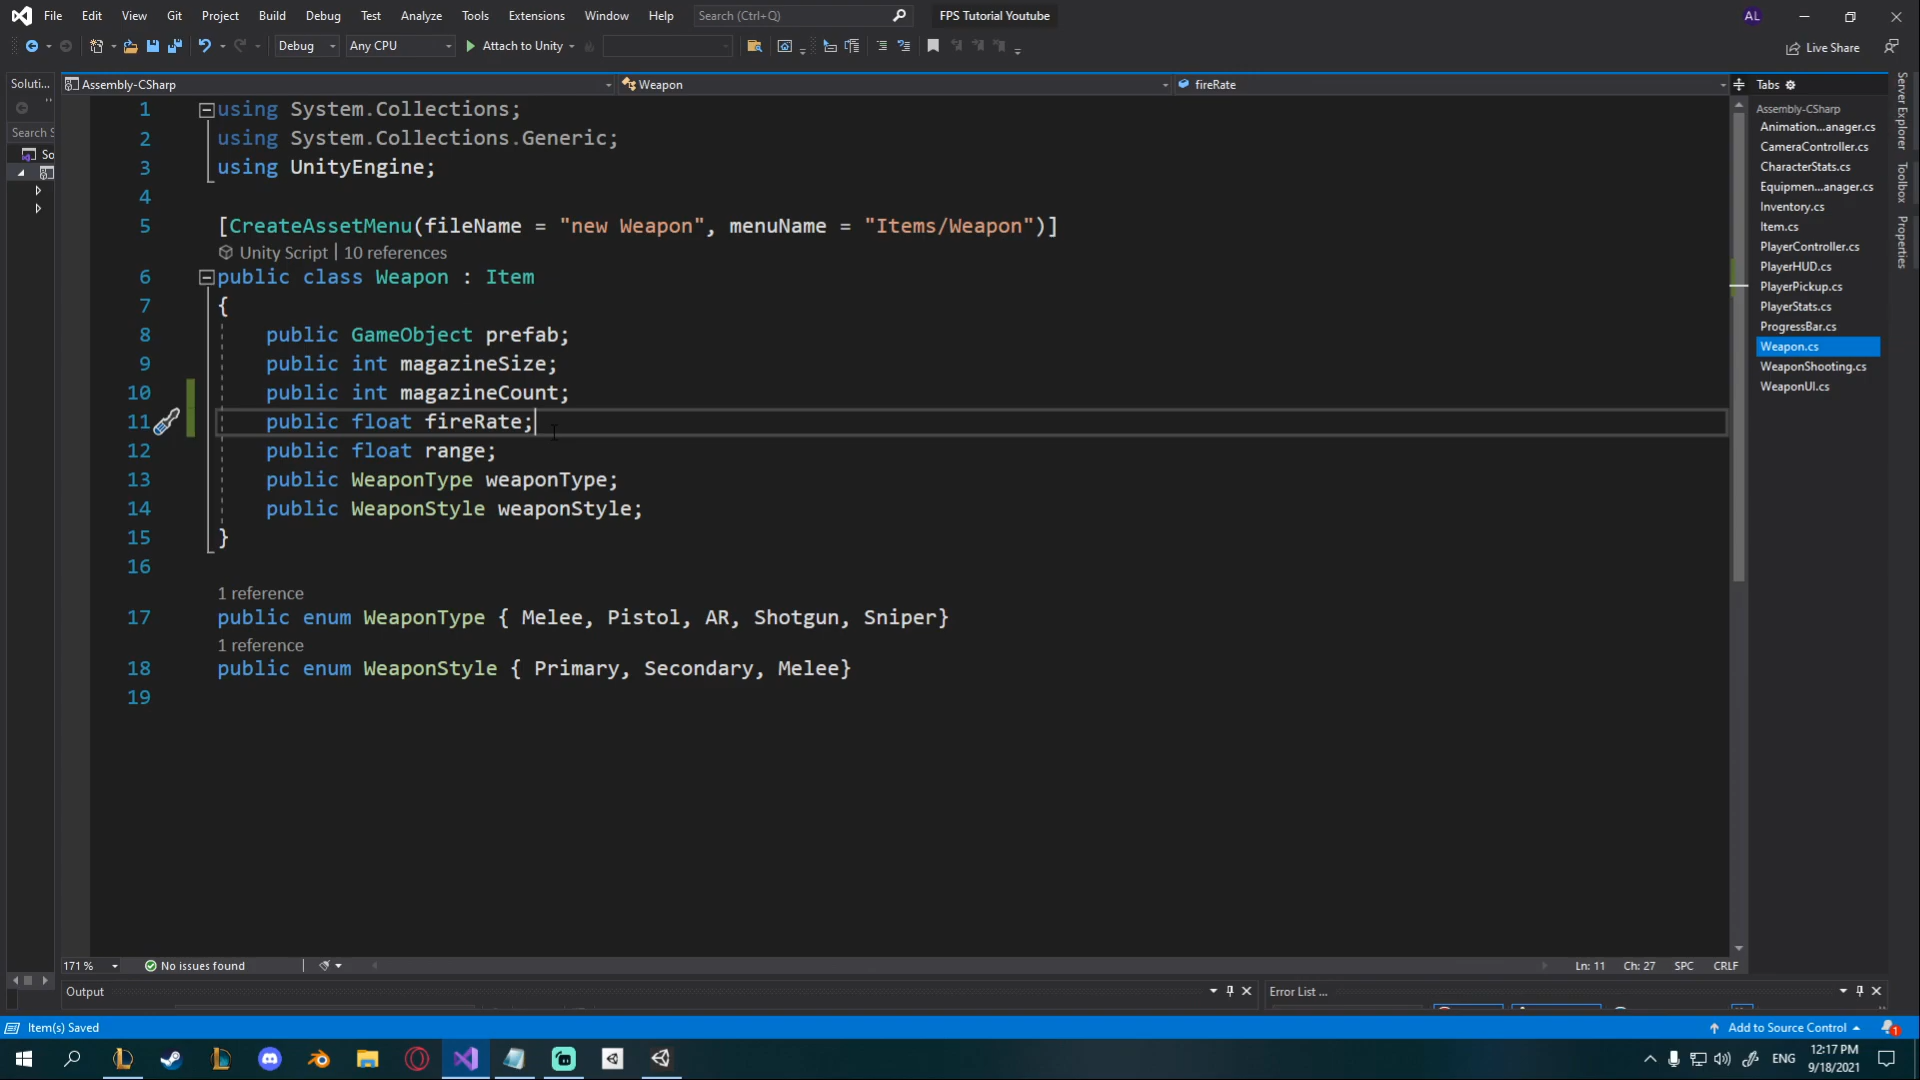 File Edit View Git Project Build Debug Test Analyze Tools Extensions Window Help Search (Ctrl+Q) FPS Tutorial Youtube AL
Debug Any CPU Attach to Unity Live Share
Soluti... Assembly-CSharp Weapon fireRate Tabs
Search S
So
1 using System.Collections;
2 using System.Collections.Generic;
3 using UnityEngine;
4
5 [CreateAssetMenu(fileName = "new Weapon", menuName = "Items/Weapon")]
Unity Script | 10 references
6 public class Weapon : Item
7 {
8 public GameObject prefab;
9 public int magazineSize;
10 public int magazineCount;
11 public float fireRate;
12 public float range;
13 public WeaponType weaponType;
14 public WeaponStyle weaponStyle;
15 }
16
1 reference
17 public enum WeaponType { Melee, Pistol, AR, Shotgun, Sniper}
1 reference
18 public enum WeaponStyle { Primary, Secondary, Melee}
19
Assembly-CSharp
Animation...anager.cs
CameraController.cs
CharacterStats.cs
Equipmen...anager.cs
Inventory.cs
Item.cs
PlayerController.cs
PlayerHUD.cs
PlayerPickup.cs
PlayerStats.cs
ProgressBar.cs
Weapon.cs
WeaponShooting.cs
WeaponUI.cs
Server Explorer
Toolbox
Properties
171 % No issues found Ln: 11 Ch: 27 SPC CRLF
Output Error List ...
Item(s) Saved Add to Source Control 1
ENG 12:17 PM
9/18/2021